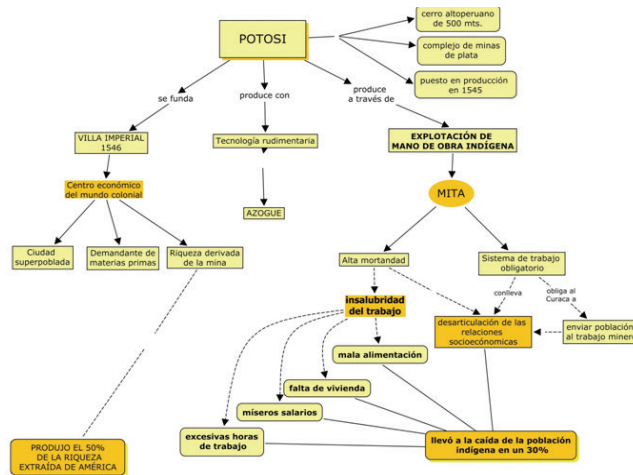 POTOSI
cerro altoperuano
de 500 mts.
complejo de minas
de plata
puesto en producción
en 1545
se funda
produce con
produce
a través de
VILLA IMPERIAL
1546
Tecnología rudimentaria
EXPLOTACIÓN DE
MANO DE OBRA INDÍGENA
Centro económico
del mundo colonial
AZOGUE
MITA
Ciudad
superpoblada
Demandante de
materias primas
Riqueza derivada
de la mina
Alta mortandad
Sistema de trabajo
obligatorio
conlleva
obliga al
Curaca a
insalubridad
del trabajo
desarticulación de las
relaciones
socioecónomicas
enviar población
al trabajo minero
mala alimentación
falta de vivienda
míseros salarios
excesivas horas
de trabajo
llevó a la caída de la población
indígena en un 30%
PRODUJO EL 50%
DE LA RIQUEZA
EXTRAÍDA DE AMÉRICA